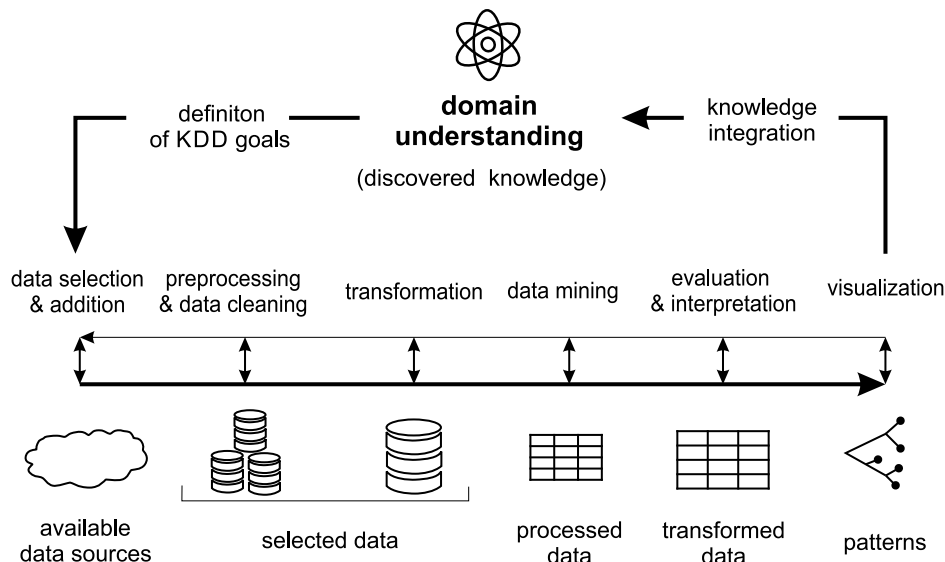 definiton
of KDD goals
domain
understanding
(discovered knowledge)
knowledge
integration
data selection
& addition
preprocessing
& data cleaning
transformation
data mining
evaluation
& interpretation
visualization
available
data sources
selected data
processed
data
transformed
data
patterns